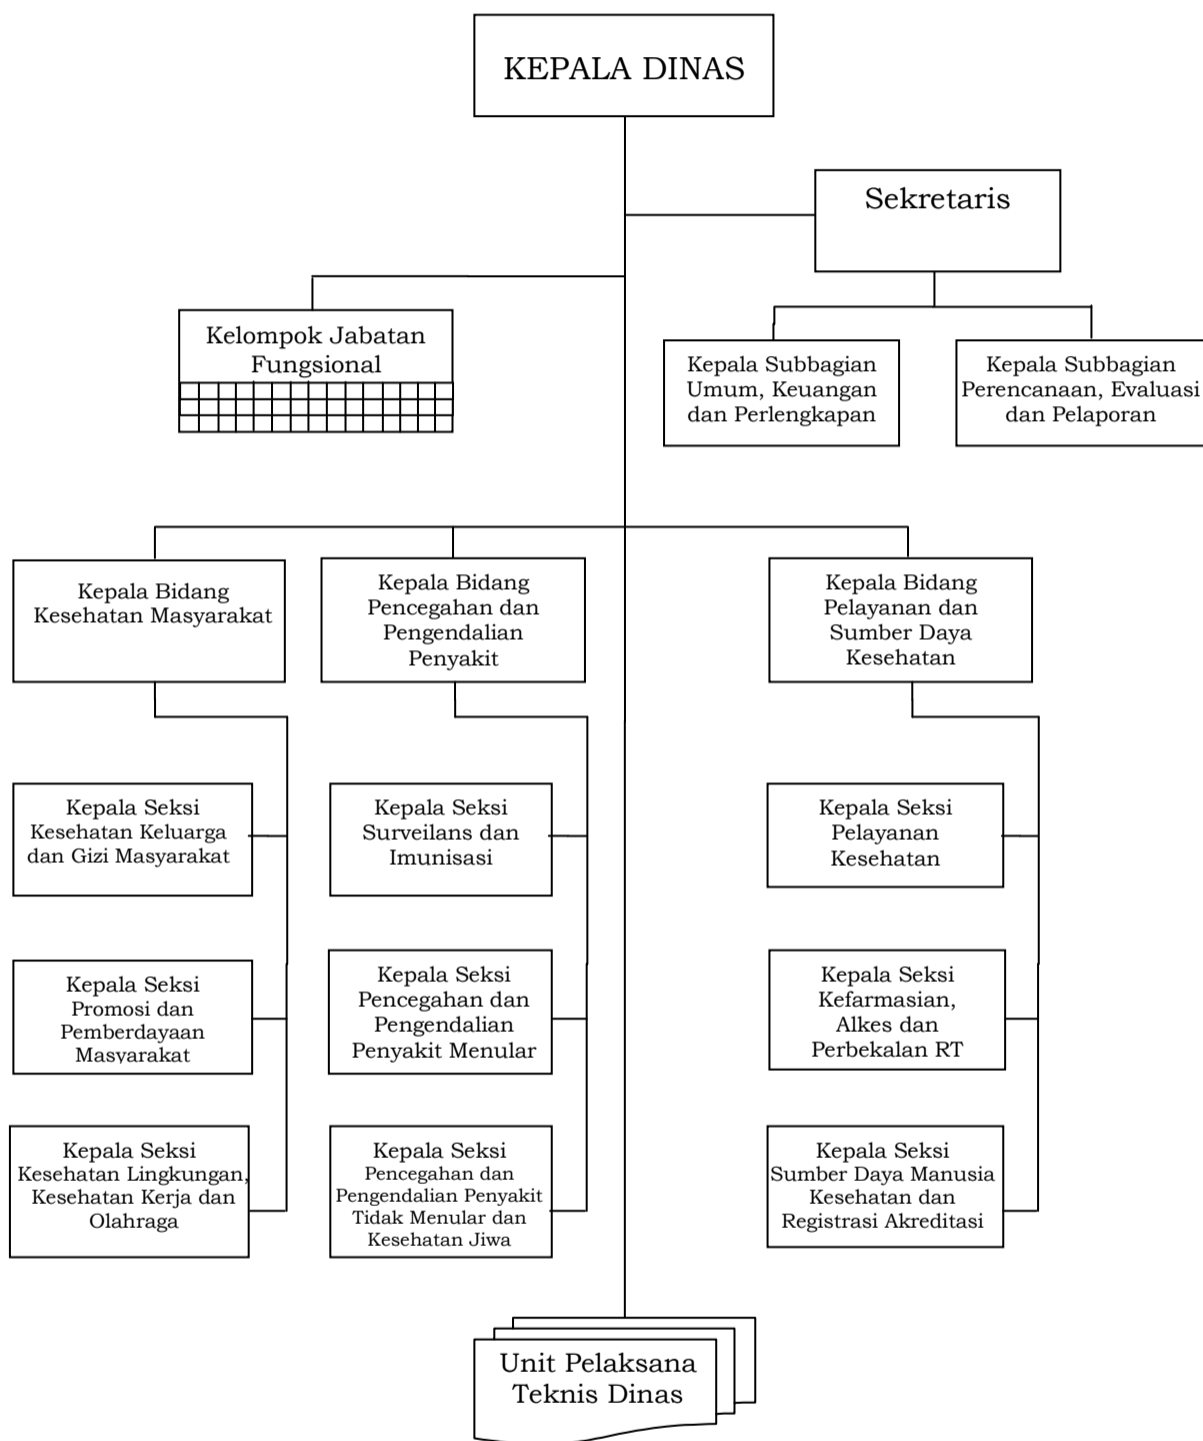 KEPALA DINAS
Sekretaris
Kelompok Jabatan
Fungsional
Kepala Subbagian
Umum, Keuangan
dan Perlengkapan
Kepala Subbagian
Perencanaan, Evaluasi
dan Pelaporan
Kepala Bidang
Kesehatan Masyarakat
Kepala Bidang
Pencegahan dan
Pengendalian
Penyakit
Kepala Bidang
Pelayanan dan
Sumber Daya
Kesehatan
Kepala Seksi
Kesehatan Keluarga
dan Gizi Masyarakat
Kepala Seksi
Surveilans dan
Imunisasi
Kepala Seksi
Pelayanan
Kesehatan
Kepala Seksi
Promosi dan
Pemberdayaan
Masyarakat
Kepala Seksi
Pencegahan dan
Pengendalian
Penyakit Menular
Kepala Seksi
Kefarmasian,
Alkes dan
Perbekalan RT
Kepala Seksi
Kesehatan Lingkungan,
Kesehatan Kerja dan
Olahraga
Kepala Seksi
Pencegahan dan
Pengendalian Penyakit
Tidak Menular dan
Kesehatan Jiwa
Kepala Seksi
Sumber Daya Manusia
Kesehatan dan
Registrasi Akreditasi
Unit Pelaksana
Teknis Dinas